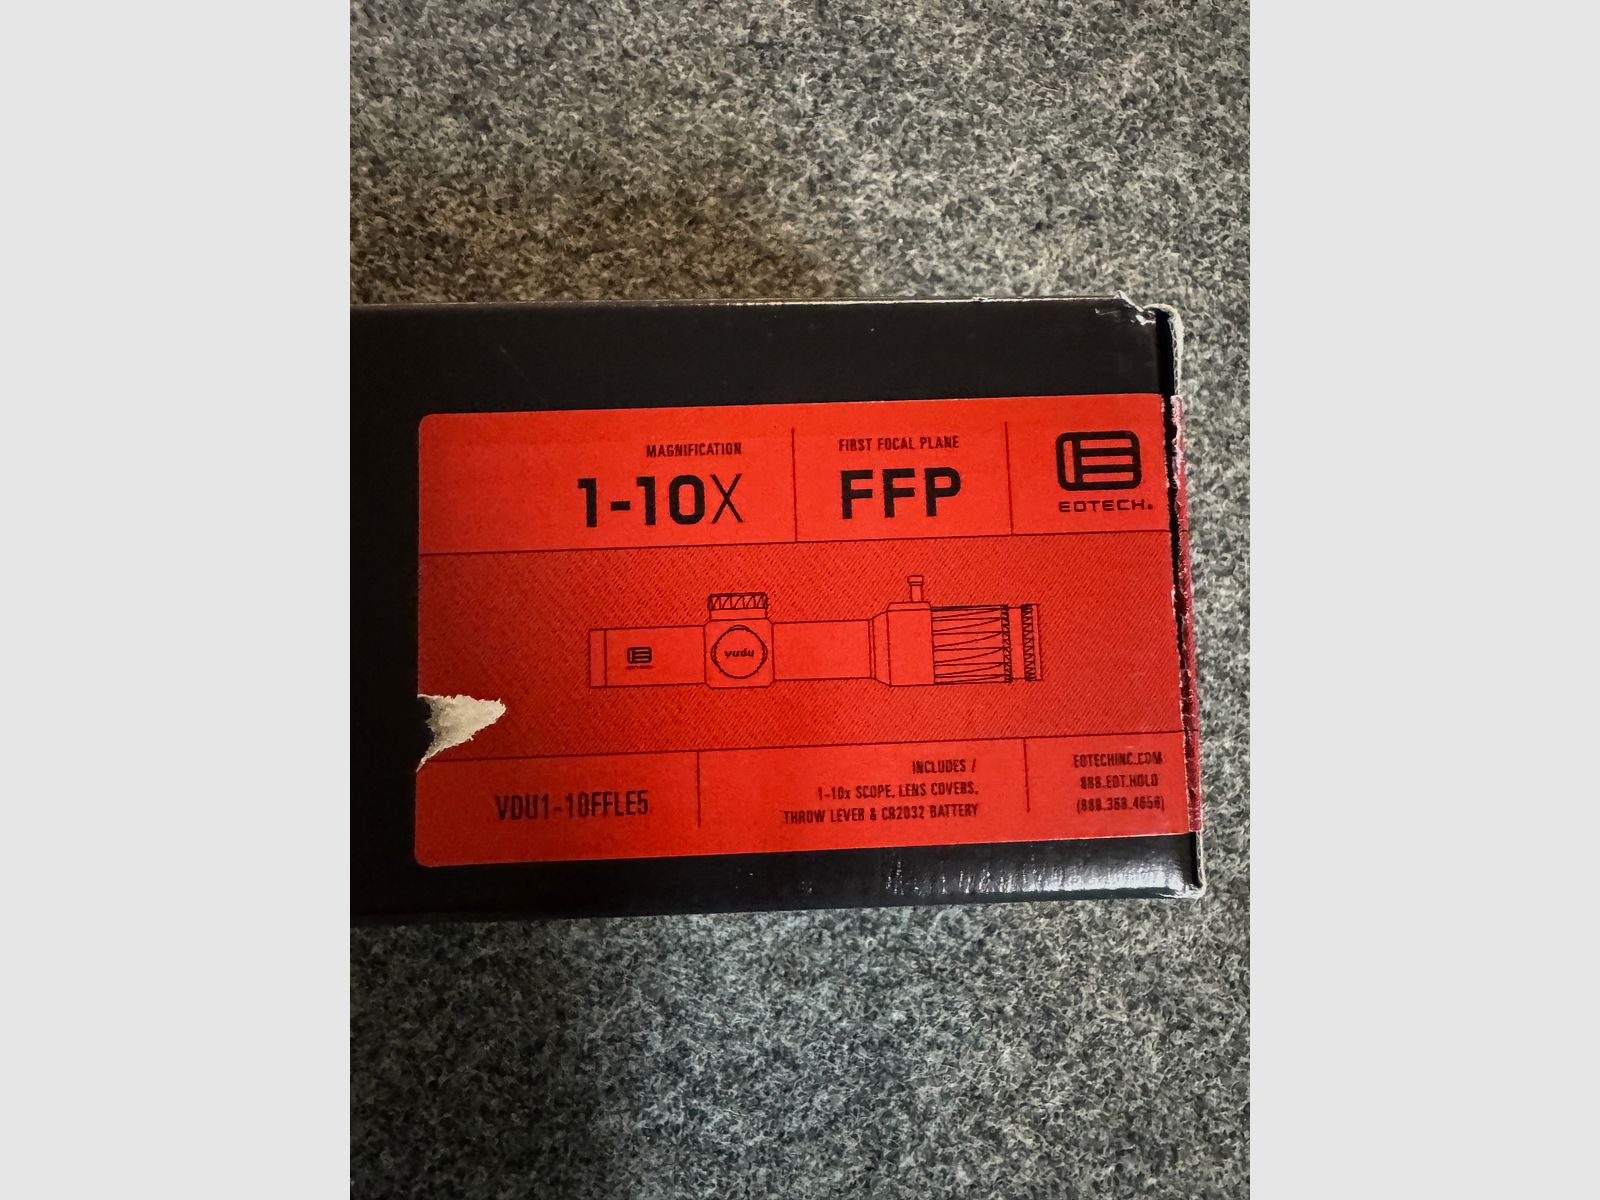 MAGNIFICATION
1-10X
FIRST FOCAL PLANE
FFP
EOTECH®
vudu
VDU1-10FFLE5
INCLUDES /
1-10x SCOPE, LENS COVERS,
THROW LEVER & CR2032 BATTERY
EOTECHINC.COM
888.EOT.HOLO
(888.368.4656)